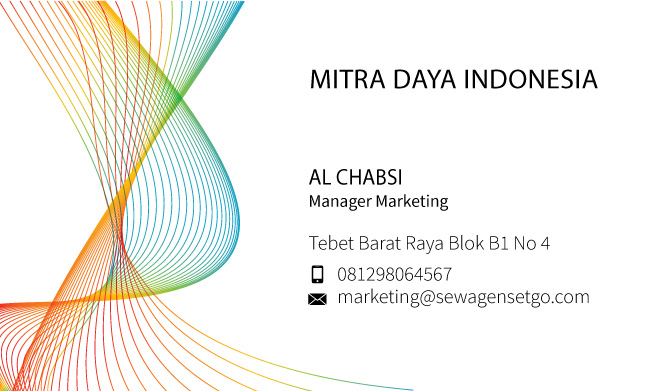 MITRA DAYA INDONESIA
AL CHABSI
Manager Marketing
Tebet Barat Raya Blok B1 No 4
081298064567
marketing@sewagensetgo.com